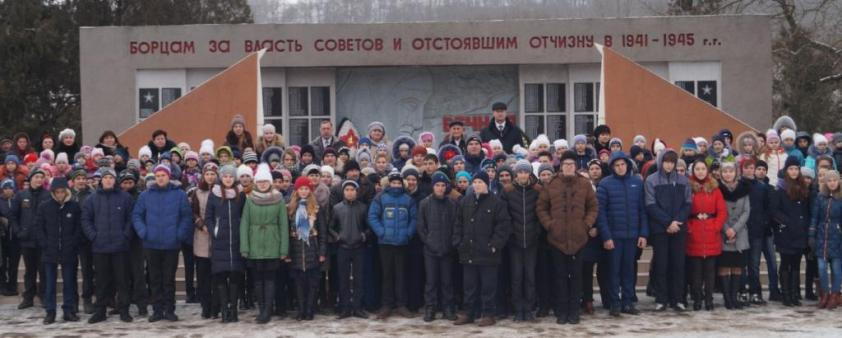 БОРЦАМ ЗА ВЛАСТЬ СОВЕТОВ И ОТСТОЯВШИМ ОТЧИЗНУ В 1941-1945 г.г.